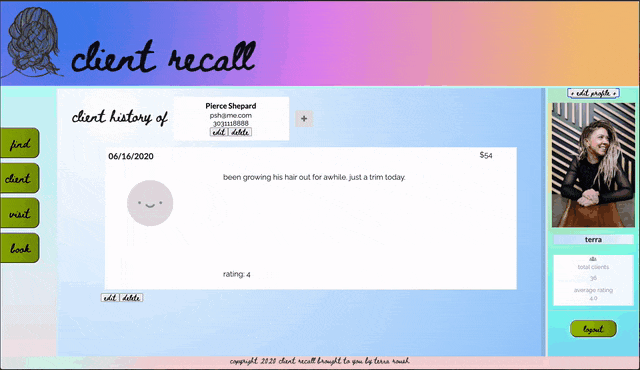 client recall
+ edit profile +
client history of
Pierce Shepard
psh@me.com
3031118888
edit delete
+
find
client
visit
book
06/16/2020
$54
been growing his hair out for awhile. just a trim today.
rating: 4
edit delete
terra
total clients
average rating
4.0
logout
copyright 2020 client recall brought to you by terra roush